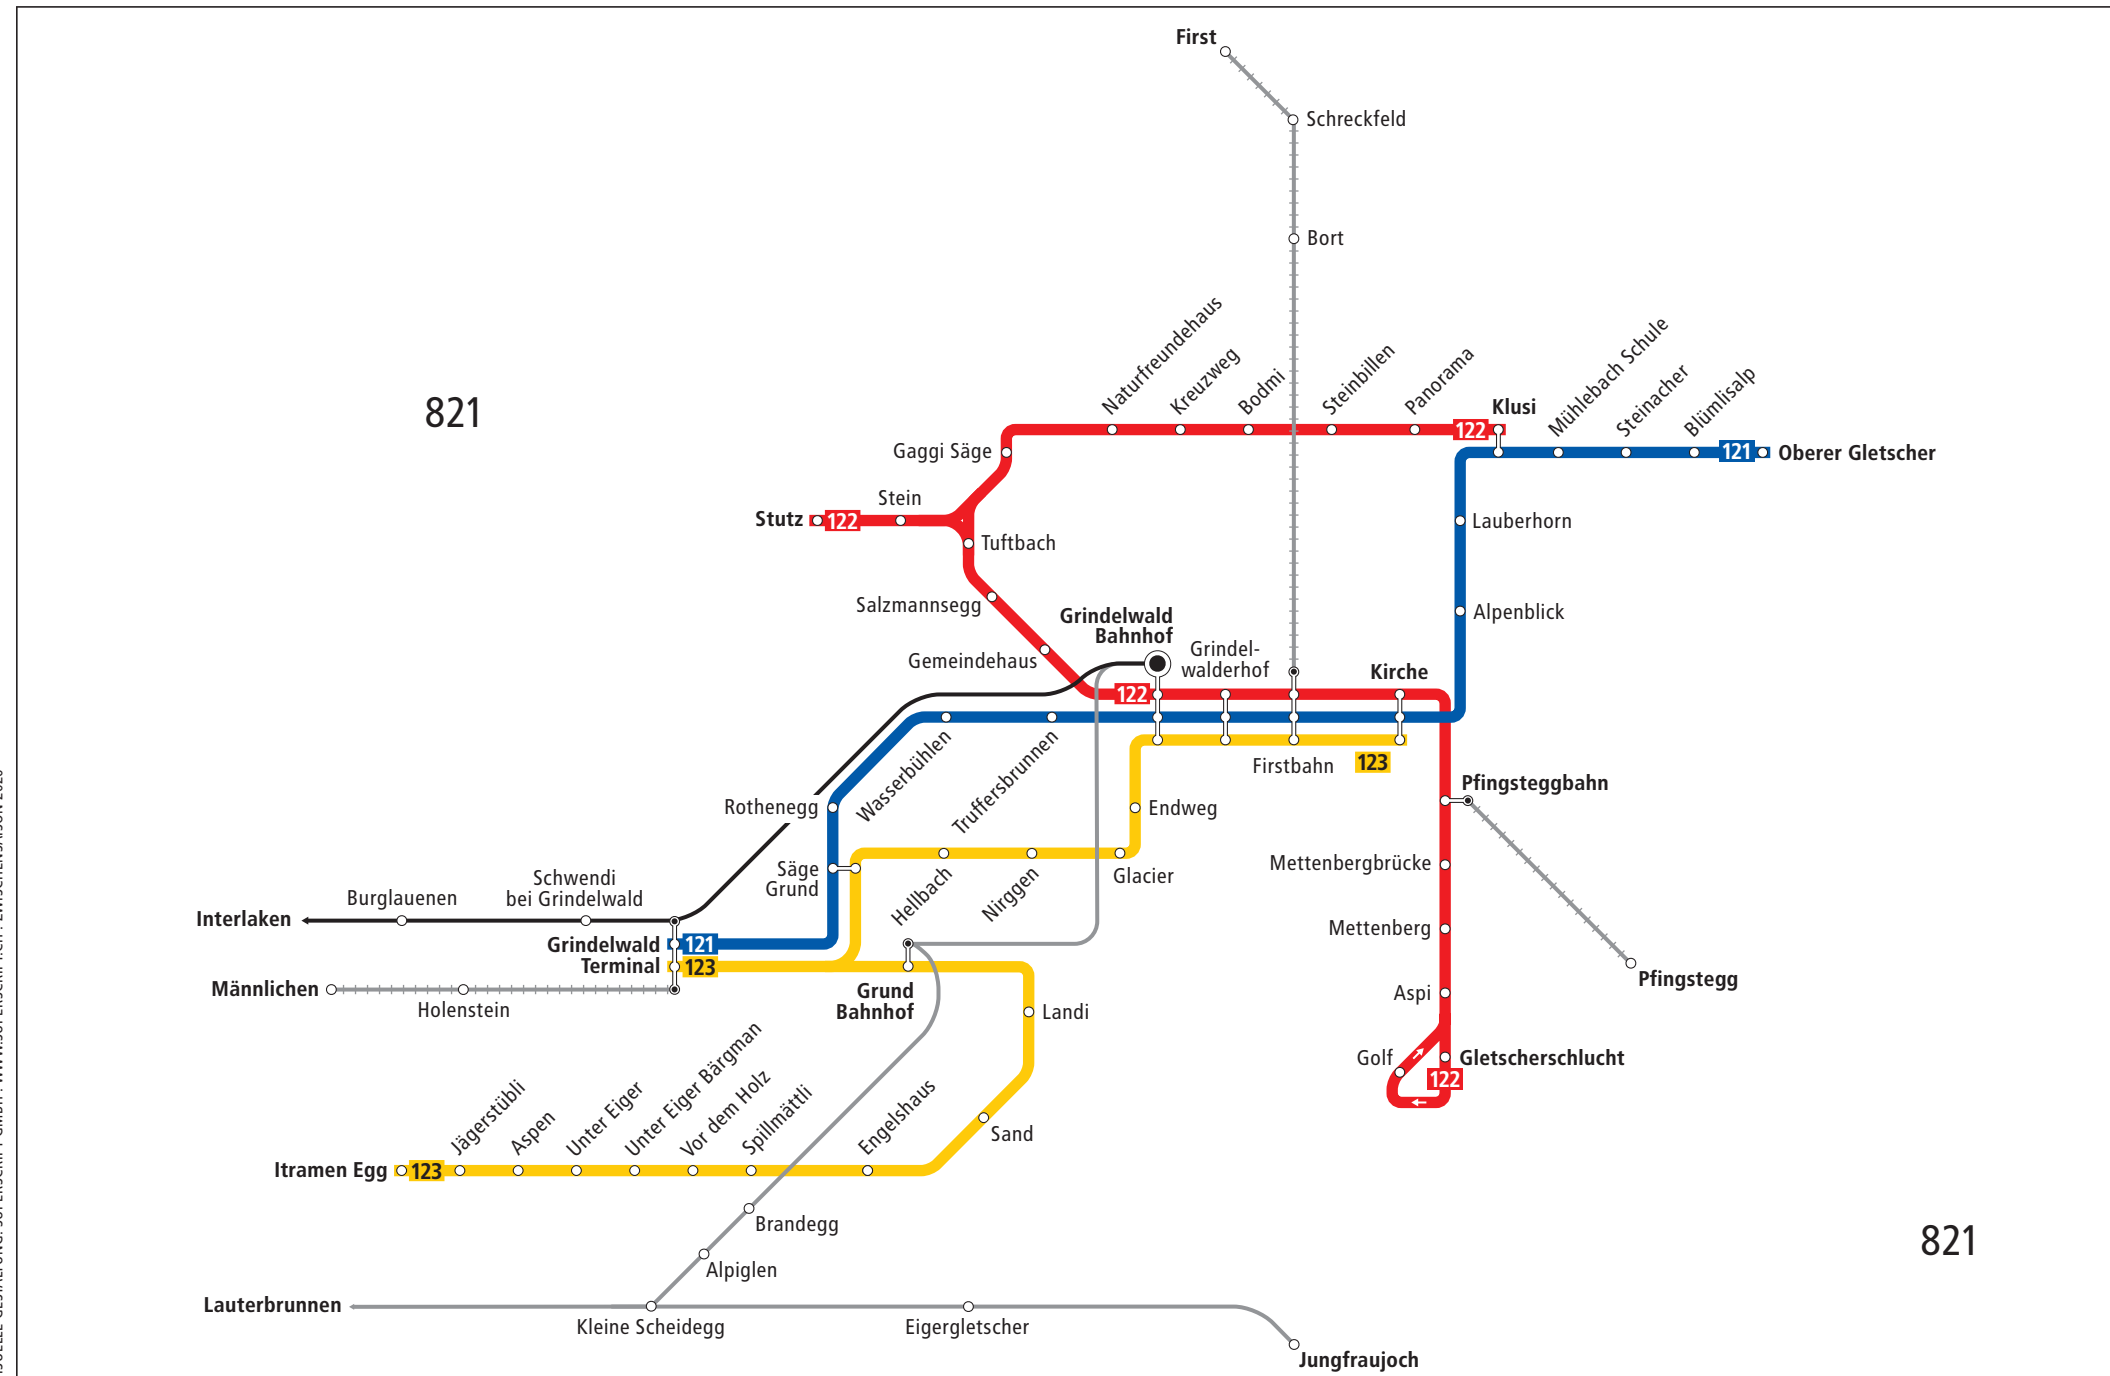 First
Schreckfeld
Bort
Naturfreundehaus
Kreuzweg
Bodmi
Steinbillen
Panorama
122
Klusi
Mühlebach Schule
Steinacher
Blümlisalp
121
Oberer Gletscher
821
Gaggi Säge
Stutz
122
Stein
Tuftbach
Lauberhorn
Salzmannsegg
Alpenblick
Grindelwald
Bahnhof
Gemeindehaus
Grindel-
walderhof
Kirche
122
Wasserbühlen
Truffersbrunnen
Firstbahn
123
Pfingsteggbahn
Rothenegg
Endweg
Säge
Grund
Hellbach
Nirggen
Glacier
Mettenbergbrücke
Schwendi
bei Grindelwald
Burglauenen
Interlaken
Mettenberg
Grindelwald
Terminal
121
123
Pfingstegg
Männlichen
Holenstein
Grund
Bahnhof
Landi
Aspi
Golf
Gletscherschlucht
122
Jägerstübli
Aspen
Unter Eiger
Unter Eiger Bärgman
Vor dem Holz
Spillmättli
Engelshaus
Sand
Itramen Egg
123
Brandegg
821
Alpiglen
Lauterbrunnen
Kleine Scheidegg
Eigergletscher
Jungfraujoch